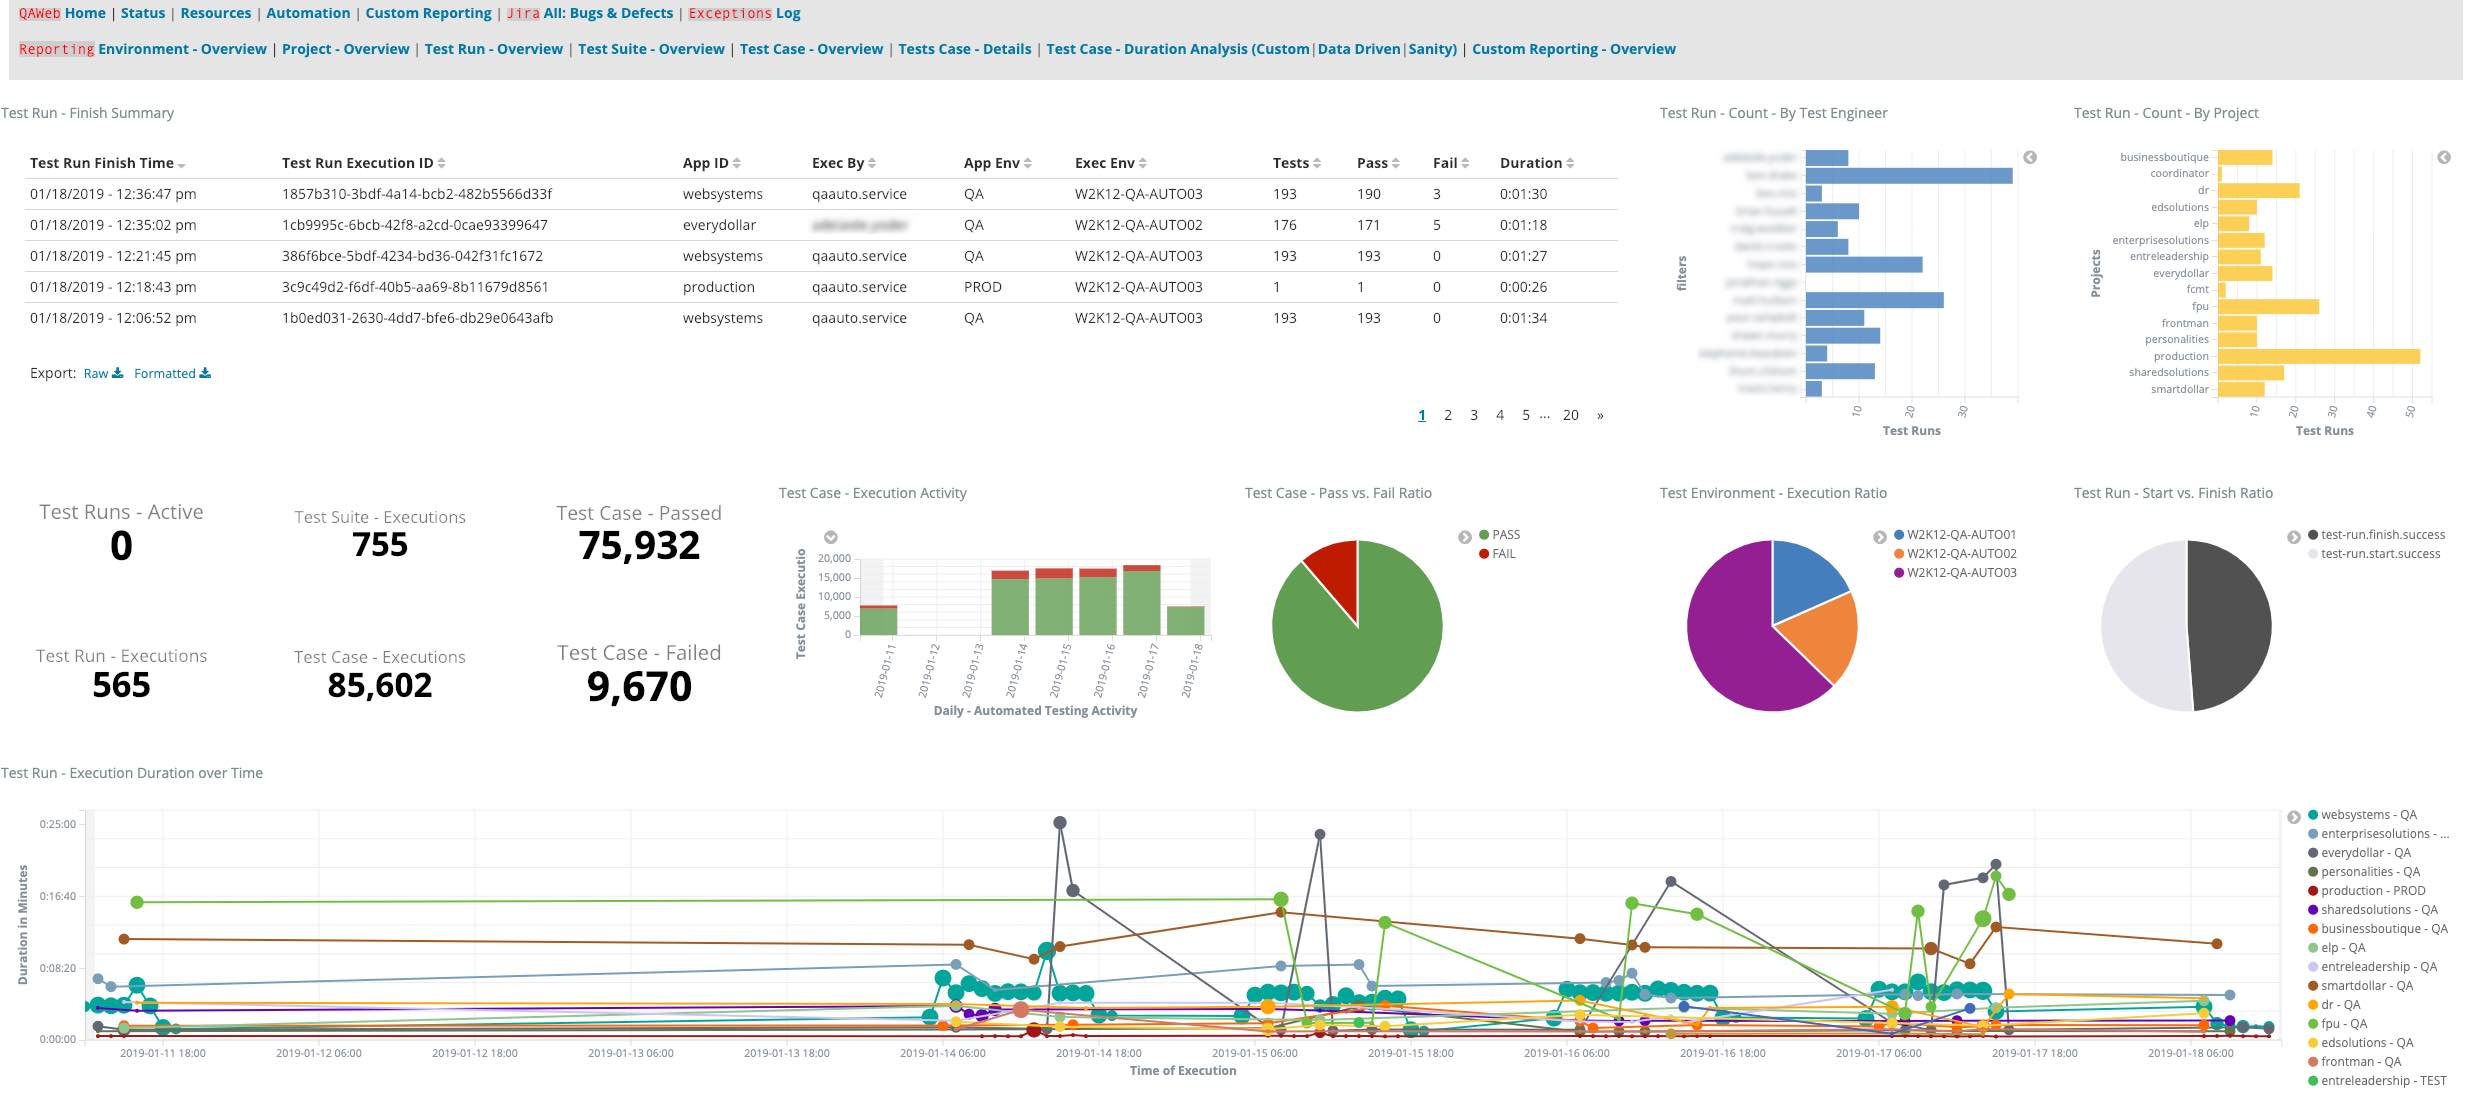 QAWeb Home | Status | Resources | Automation | Custom Reporting | Jira All: Bugs & Defects | Exceptions Log
Reporting Environment - Overview | Project - Overview | Test Run - Overview | Test Suite - Overview | Test Case - Overview | Tests Case - Details | Test Case - Duration Analysis (Custom|Data Driven|Sanity) | Custom Reporting - Overview
Test Run - Finish Summary
Test Run Finish Time Test Run Execution ID App ID Exec By App Env Exec Env Tests Pass Fail Duration
01/18/2019 - 12:36:47 pm 1857b310-3bdf-4a14-bcb2-482b5566d33f websystems qaauto.service QA W2K12-QA-AUTO03 193 190 3 0:01:30
01/18/2019 - 12:35:02 pm 1cb9995c-6bcb-42f8-a2cd-0cae93399647 everydollar QA W2K12-QA-AUTO02 176 171 5 0:01:18
01/18/2019 - 12:21:45 pm 386f6bce-5bdf-4234-bd36-042f31fc1672 websystems qaauto.service QA W2K12-QA-AUTO03 193 193 0 0:01:27
01/18/2019 - 12:18:43 pm 3c9c49d2-f6df-40b5-aa69-8b11679d8561 production qaauto.service PROD W2K12-QA-AUTO03 1 1 0 0:00:26
01/18/2019 - 12:06:52 pm 1b0ed031-2630-4dd7-bfe6-db29e0643afb websystems qaauto.service QA W2K12-QA-AUTO03 193 193 0 0:01:34
Export: Raw Formatted
1 2 3 4 5 ... 20 »
Test Run - Count - By Test Engineer
filters
10 20 30
Test Runs
Test Run - Count - By Project
Projects
businessboutique
coordinator
dr
edsolutions
elp
enterprisesolutions
entreleadership
everydollar
fcmt
fpu
frontman
personalities
production
sharedsolutions
smartdollar
10 20 30 40 50
Test Runs
Test Runs - Active
0
Test Suite - Executions
755
Test Case - Passed
75,932
Test Run - Executions
565
Test Case - Executions
85,602
Test Case - Failed
9,670
Test Case - Execution Activity
Test Case Executio
20,000
15,000
10,000
5,000
0
2019-01-11 2019-01-12 2019-01-13 2019-01-14 2019-01-15 2019-01-16 2019-01-17 2019-01-18
Daily - Automated Testing Activity
Test Case - Pass vs. Fail Ratio
PASS
FAIL
Test Environment - Execution Ratio
W2K12-QA-AUTO01
W2K12-QA-AUTO02
W2K12-QA-AUTO03
Test Run - Start vs. Finish Ratio
test-run.finish.success
test-run.start.success
Test Run - Execution Duration over Time
Duration in Minutes
0:25:00
0:16:40
0:08:20
0:00:00
2019-01-11 18:00 2019-01-12 06:00 2019-01-12 18:00 2019-01-13 06:00 2019-01-13 18:00 2019-01-14 06:00 2019-01-14 18:00 2019-01-15 06:00 2019-01-15 18:00 2019-01-16 06:00 2019-01-16 18:00 2019-01-17 06:00 2019-01-17 18:00 2019-01-18 06:00
Time of Execution
websystems - QA
enterprisesolutions - ...
everydollar - QA
personalities - QA
production - PROD
sharedsolutions - QA
businessboutique - QA
elp - QA
entreleadership - QA
smartdollar - QA
dr - QA
fpu - QA
edsolutions - QA
frontman - QA
entreleadership - TEST